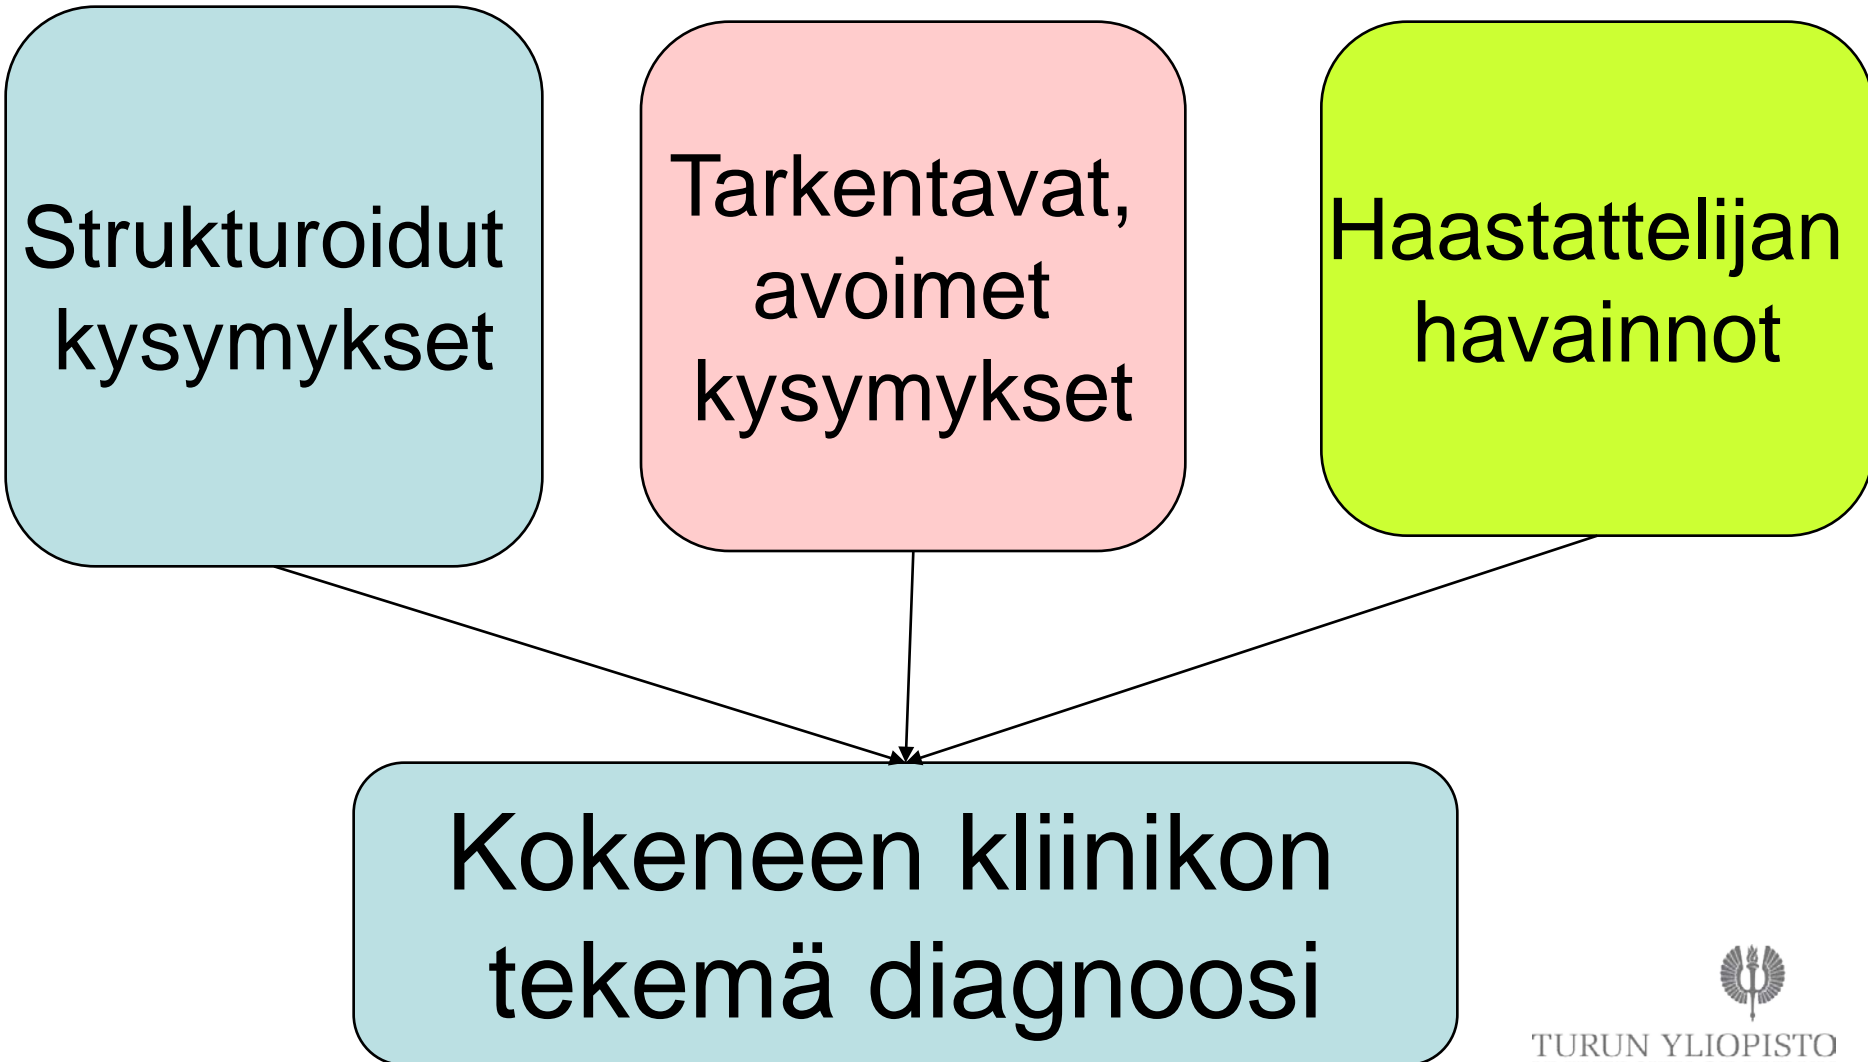 Strukturoidut
kysymykset
Tarkentavat,
avoimet
kysymykset
Haastattelijan
havainnot
Kokeneen kliinikon
tekemä diagnoosi
TURUN YLIOPISTO